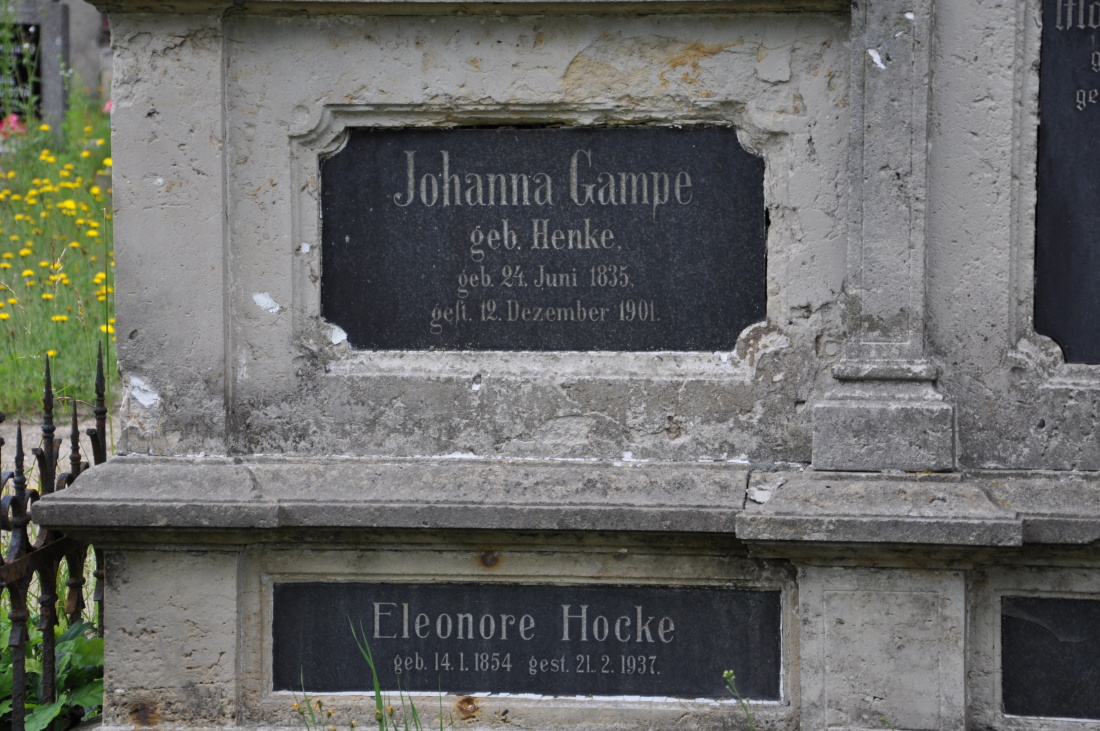 Johanna Gampe
geb. Henke,
geb. 24. Juni 1835,
gest. 12. Dezember 1901.
Eleonore Hocke
geb. 14.1.1854 gest. 21.2.1937.